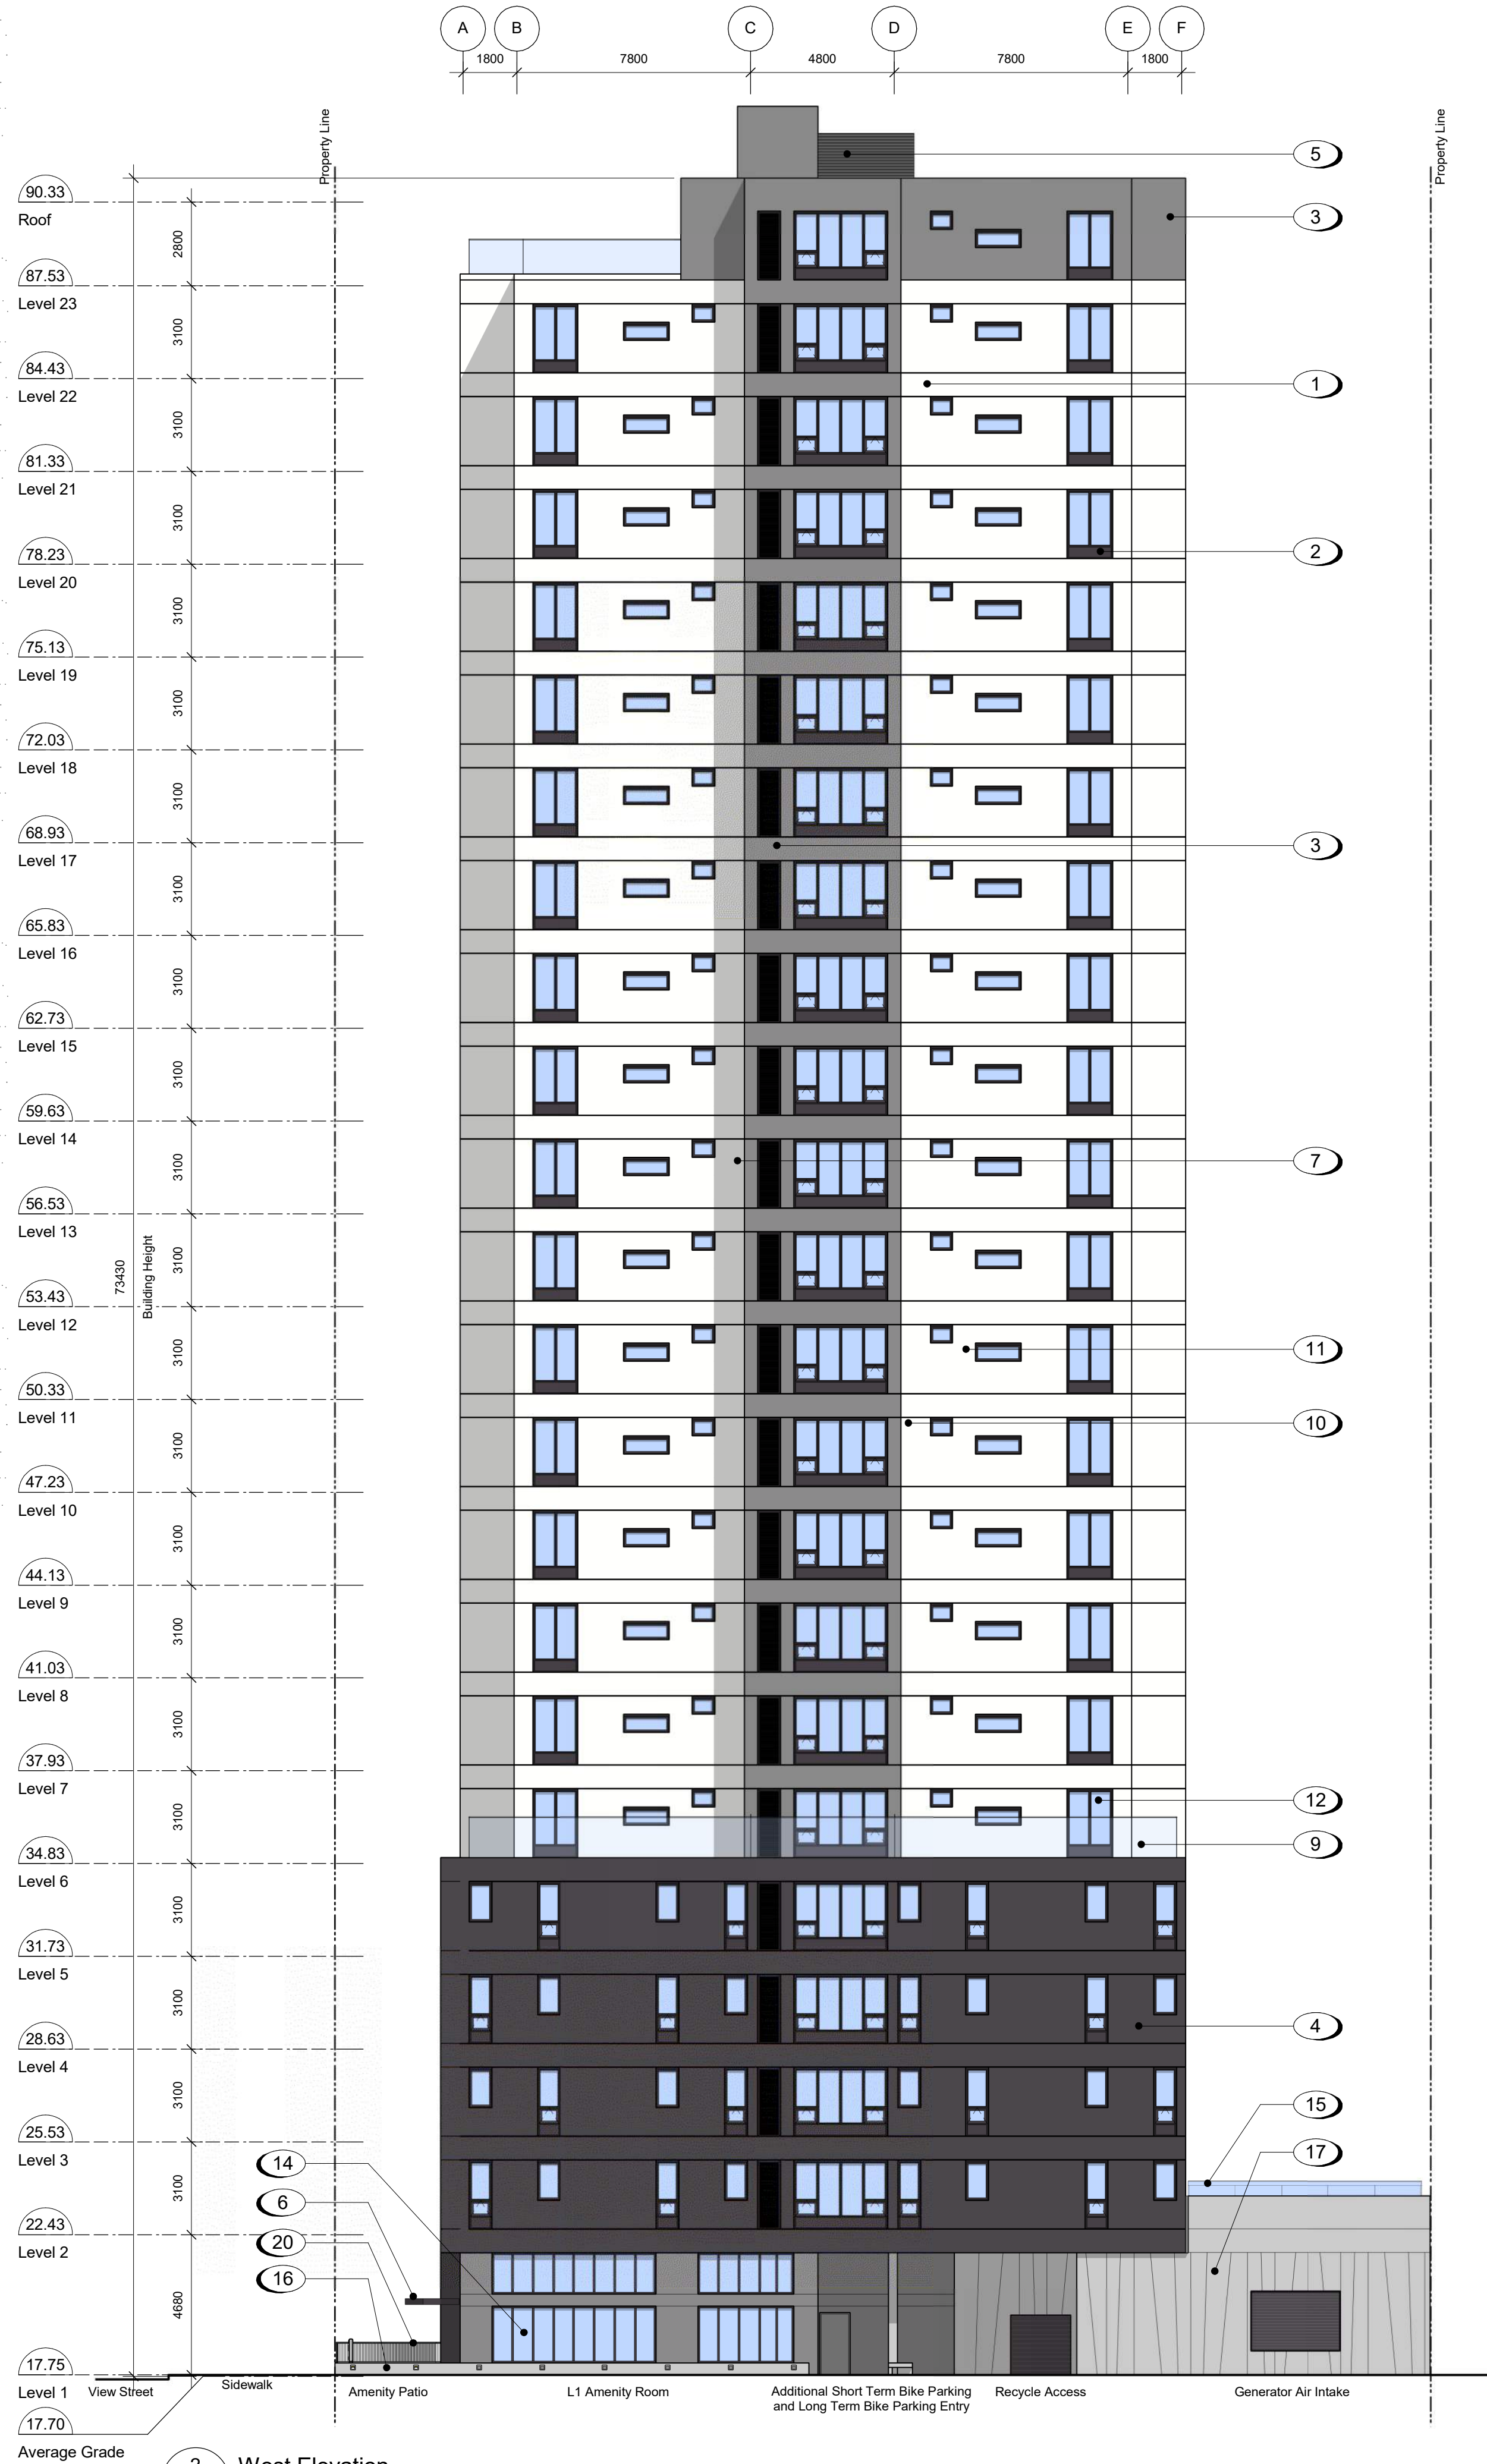 A B C D E F
1800 7800 4800 7800 1800
Property Line
Property Line
5
90.33
Roof
3
2800
87.53
Level 23
3100
84.43
Level 22
1
3100
81.33
Level 21
3100
78.23
Level 20
2
3100
75.13
Level 19
3100
72.03
Level 18
3100
68.93
Level 17
3
3100
65.83
Level 16
3100
62.73
Level 15
3100
59.63
Level 14
3100
7
56.53
Level 13
73430
Building Height
3100
53.43
Level 12
3100
11
50.33
Level 11
3100
10
47.23
Level 10
3100
44.13
Level 9
3100
41.03
Level 8
3100
37.93
Level 7
3100
12
9
34.83
Level 6
3100
31.73
Level 5
3100
4
28.63
Level 4
3100
15
25.53
Level 3
17
14
3100
6
22.43
Level 2
20
16
4680
17.75
Level 1
View Street
Sidewalk
Amenity Patio
L1 Amenity Room
Additional Short Term Bike Parking
and Long Term Bike Parking Entry
Recycle Access
Generator Air Intake
17.70
Average Grade
West Elevation